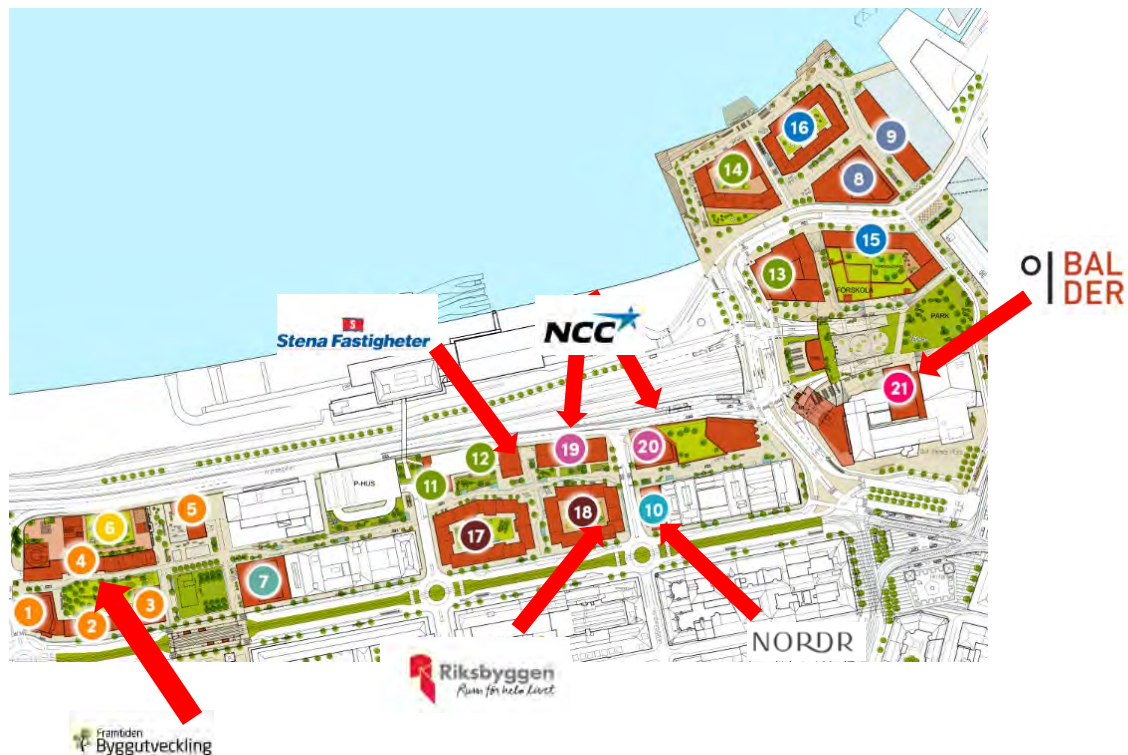 16
9
14
8
15
13
FÖRSKOLA
PARK
BAL
DER
S
Stena Fastigheter
NCC
21
12
19
20
11
P-HUS
5
6
17
18
10
4
7
1
3
2
NORDR
Riksbyggen
Rum för hela livet
Framtiden
Byggutveckling